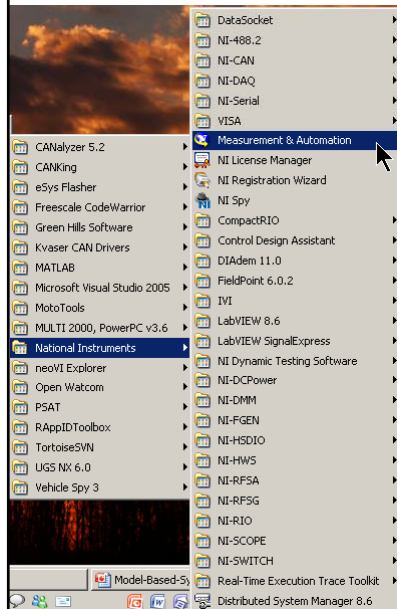 DataSocket
NI-488.2
NI-CAN
NI-DAQ
NI-Serial
VISA
Measurement & Automation
NI License Manager
NI Registration Wizard
NI Spy
CompactRIO
Control Design Assistant
DIAdem 11.0
FieldPoint 6.0.2
IVI
LabVIEW 8.6
LabVIEW SignalExpress
NI Dynamic Testing Software
NI-DCPower
NI-DMM
NI-FGEN
NI-HSDIO
NI-HWS
NI-RFSA
NI-RFSG
NI-RIO
NI-SCOPE
NI-SWITCH
Real-Time Execution Trace Toolkit
Distributed System Manager 8.6
CANalyzer 5.2
CANKing
eSys Flasher
Freescale CodeWarrior
Green Hills Software
Kvaser CAN Drivers
MATLAB
Microsoft Visual Studio 2005
MotoTools
MULTI 2000, PowerPC v3.6
National Instruments
neoVI Explorer
Open Watcom
PSAT
RAppIDToolbox
TortoiseSVN
UGS NX 6.0
Vehicle Spy 3
Model-Based-Sy